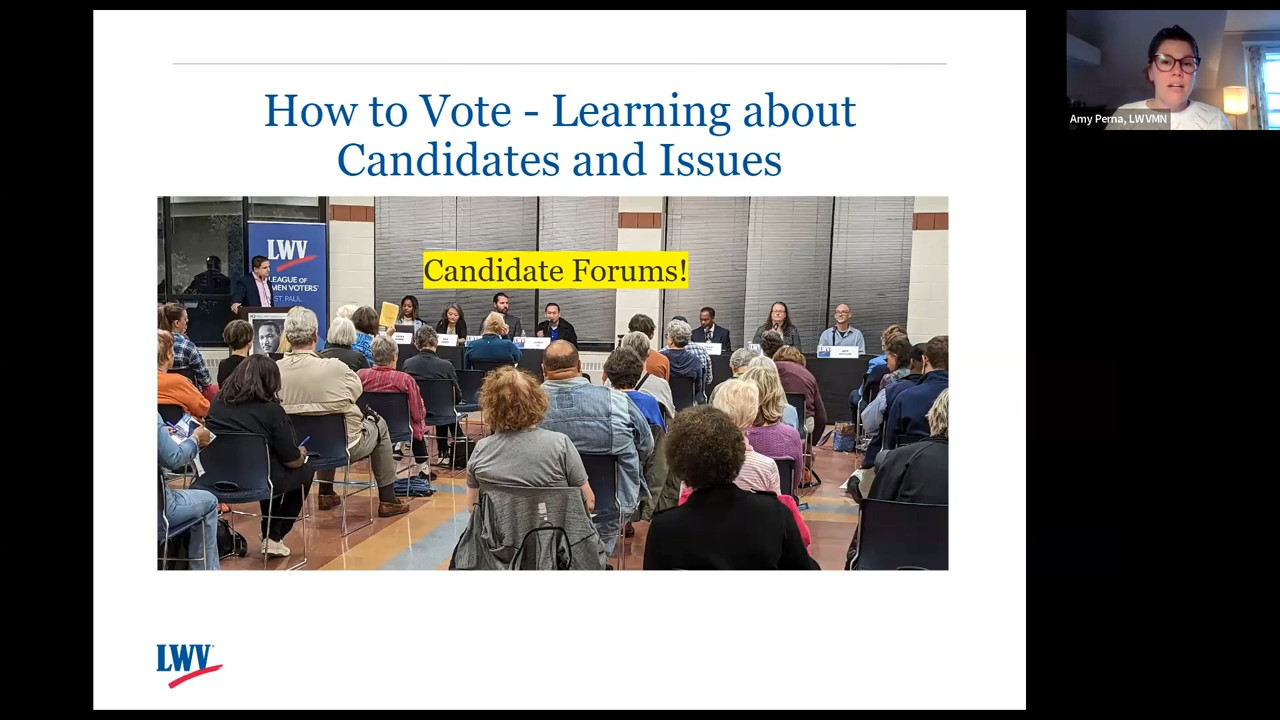 How to Vote - Learning about
Candidates and Issues
Candidate Forums!
LWV
LEAGUE OF
MEN VOTERS
ST. PAUL
LWV
Amy Perna, LWVMN